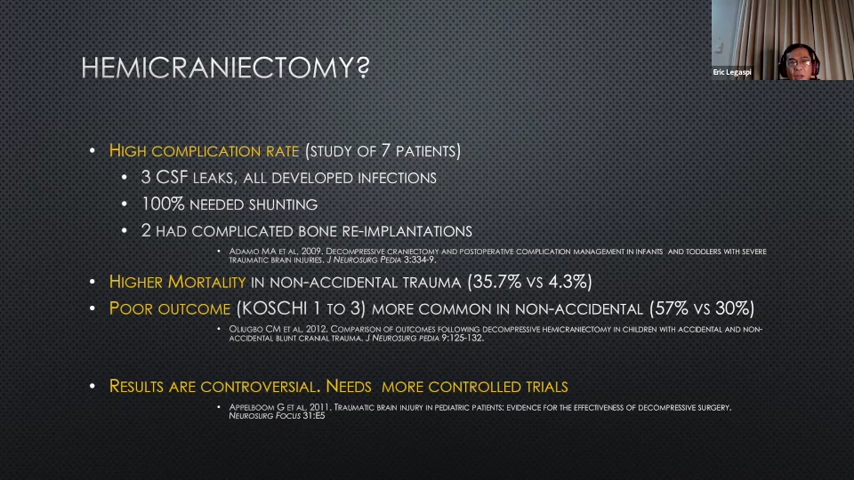 Eric Legaspi
HEMICRANIECTOMY?
• HIGH COMPLICATION RATE (STUDY OF 7 PATIENTS)
• 3 CSF LEAKS, ALL DEVELOPED INFECTIONS
• 100% NEEDED SHUNTING
• 2 HAD COMPLICATED BONE RE-IMPLANTATIONS
• ADAMO MA ET AL, 2009. DECOMPRESSIVE CRANIECTOMY AND POSTOPERATIVE COMPLICATION MANAGEMENT IN INFANTS AND TODDLERS WITH SEVERE
TRAUMATIC BRAIN INJURIES. J NEUROSURG PEDIA 3:334-9.
• HIGHER MORTALITY IN NON-ACCIDENTAL TRAUMA (35.7% VS 4.3%)
• POOR OUTCOME (KOSCHI 1 TO 3) MORE COMMON IN NON-ACCIDENTAL (57% VS 30%)
• OLUIGBO CM ET AL, 2012. COMPARISON OF OUTCOMES FOLLOWING DECOMPRESSIVE HEMICRANIECTOMY IN CHILDREN WITH ACCIDENTAL AND NON-
ACCIDENTAL BLUNT CRANIAL TRAUMA. J NEUROSURG PEDIA 9:125-132.
• RESULTS ARE CONTROVERSIAL. NEEDS MORE CONTROLLED TRIALS
• APPELBOOM G ET AL, 2011. TRAUMATIC BRAIN INJURY IN PEDIATRIC PATIENTS: EVIDENCE FOR THE EFFECTIVENESS OF DECOMPRESSIVE SURGERY.
NEUROSURG FOCUS 31:E5